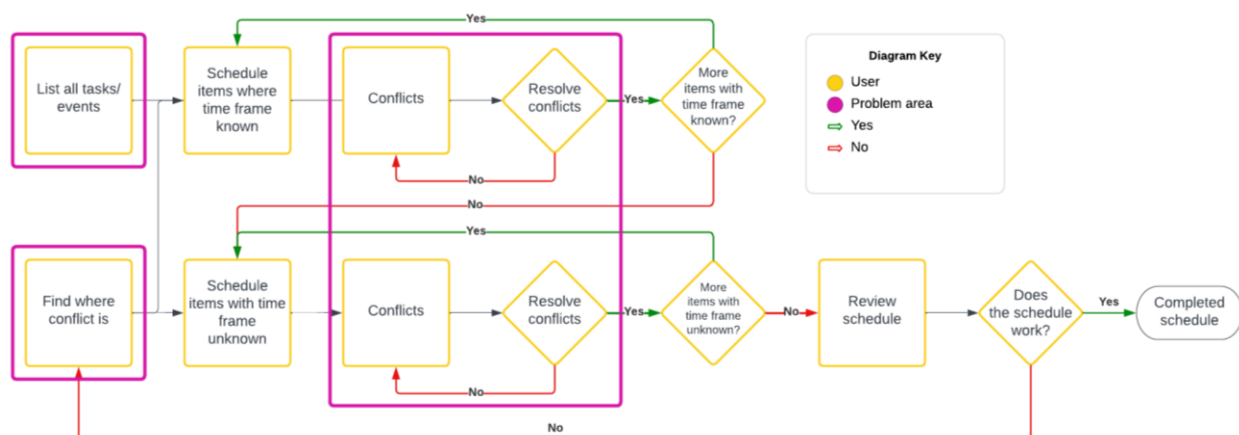 Yes
List all tasks/
events
Schedule
items where
time frame
known
Conflicts
Resolve
conflicts
Yes
More
items with
time frame
known?
No
No
Diagram Key
User
Problem area
Yes
No
Yes
Find where
conflict is
Schedule
items with time
frame
unknown
Conflicts
Resolve
conflicts
Yes
More
items with
time frame
unknown?
No
Review
schedule
Does
the schedule
work?
Yes
Completed
schedule
No
No